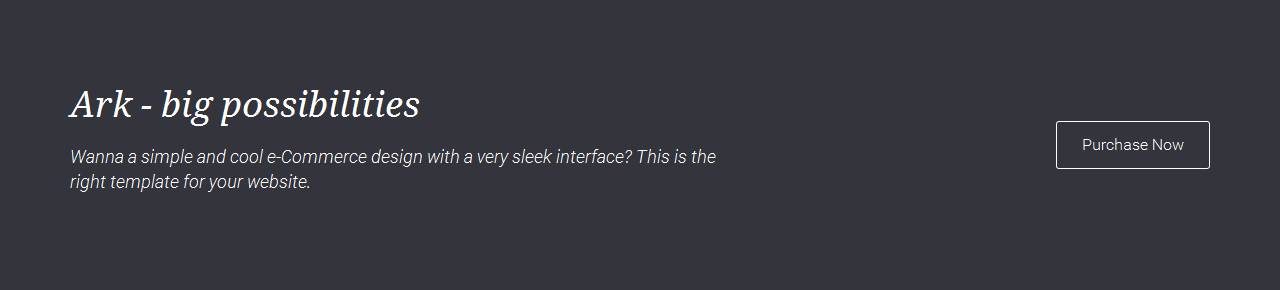 Ark - big possibilities
Wanna a simple and cool e-Commerce design with a very sleek interface? This is the
right template for your website.
Purchase Now